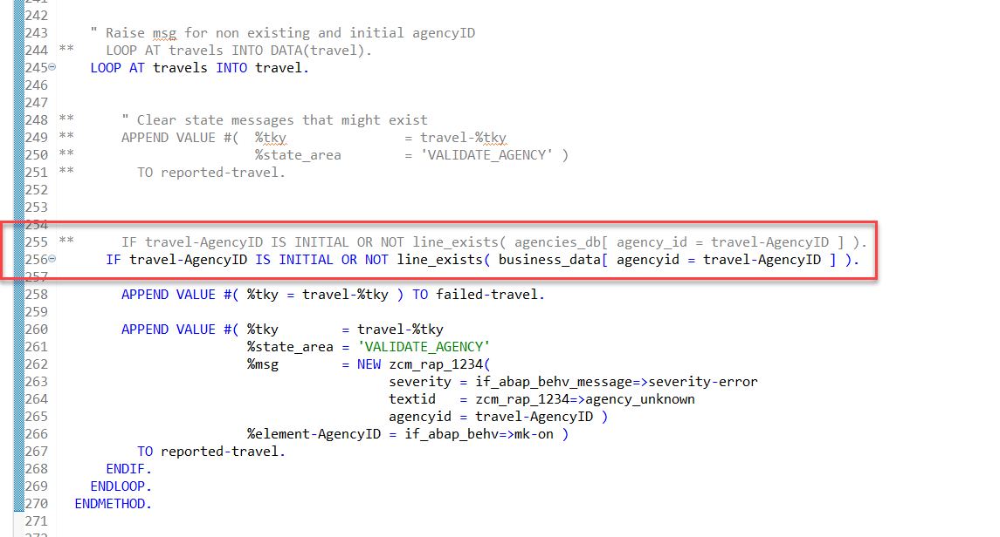 241
242
243      " Raise msg for non existing and initial agencyID
244 **    LOOP AT travels INTO DATA(travel).
245      LOOP AT travels INTO travel.
246
247
248 **      " Clear state messages that might exist
249 **      APPEND VALUE #(  %tky               = travel-%tky
250 **                       %state_area        = 'VALIDATE_AGENCY' )
251 **        TO reported-travel.
252
253
254
255 **      IF travel-AgencyID IS INITIAL OR NOT line_exists( agencies_db[ agency_id = travel-AgencyID ] ).
256        IF travel-AgencyID IS INITIAL OR NOT line_exists( business_data[ agencyid = travel-AgencyID ] ).
257
258          APPEND VALUE #( %tky = travel-%tky ) TO failed-travel.
259
260          APPEND VALUE #( %tky        = travel-%tky
261                          %state_area = 'VALIDATE_AGENCY'
262                          %msg        = NEW zcm_rap_1234(
263                                            severity = if_abap_behv_message=>severity-error
264                                            textid   = zcm_rap_1234=>agency_unknown
265                                            agencyid = travel-AgencyID )
266                          %element-AgencyID = if_abap_behv=>mk-on )
267            TO reported-travel.
268        ENDIF.
269      ENDLOOP.
270    ENDMETHOD.
271
272